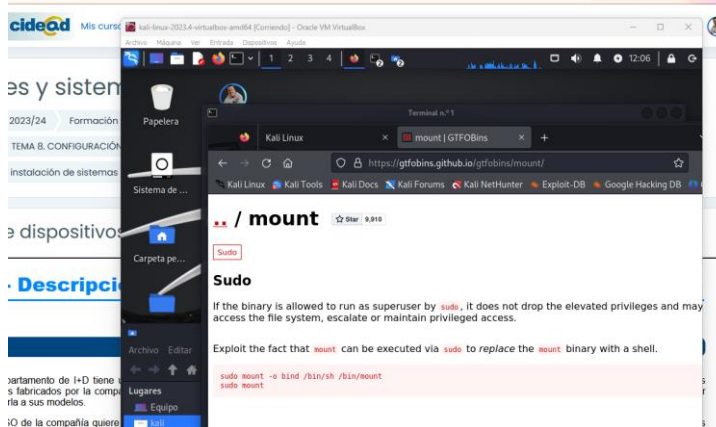 cidead Mis curs
kali-linux-2023.4-virtualbox-amd64 [Corriendo] - Oracle VM VirtualBox
Archivo Máquina Ver Entrada Dispositivos Ayuda
1 2 3 4
12:06
es y sistem
2023/24 Formación
TEMA 8. CONFIGURACIÓN
instalación de sistemas
e dispositivos
- Descripci
partamento de I+D tiene
s fabricados por la compa
rla a sus modelos.
SO de la compañía quiere
Papelera
Sistema de ...
Carpeta pe...
Archivo Editar
Lugares
Equipo
kali
Terminal n.º 1
Kali Linux
mount | GTFOBins
https://gtfobins.github.io/gtfobins/mount/
Kali Linux Kali Tools Kali Docs Kali Forums Kali NetHunter Exploit-DB Google Hacking DB
.. / mount
Star 9,910
Sudo
Sudo
If the binary is allowed to run as superuser by sudo, it does not drop the elevated privileges and may
access the file system, escalate or maintain privileged access.
Exploit the fact that mount can be executed via sudo to replace the mount binary with a shell.
sudo mount -o bind /bin/sh /bin/mount
sudo mount